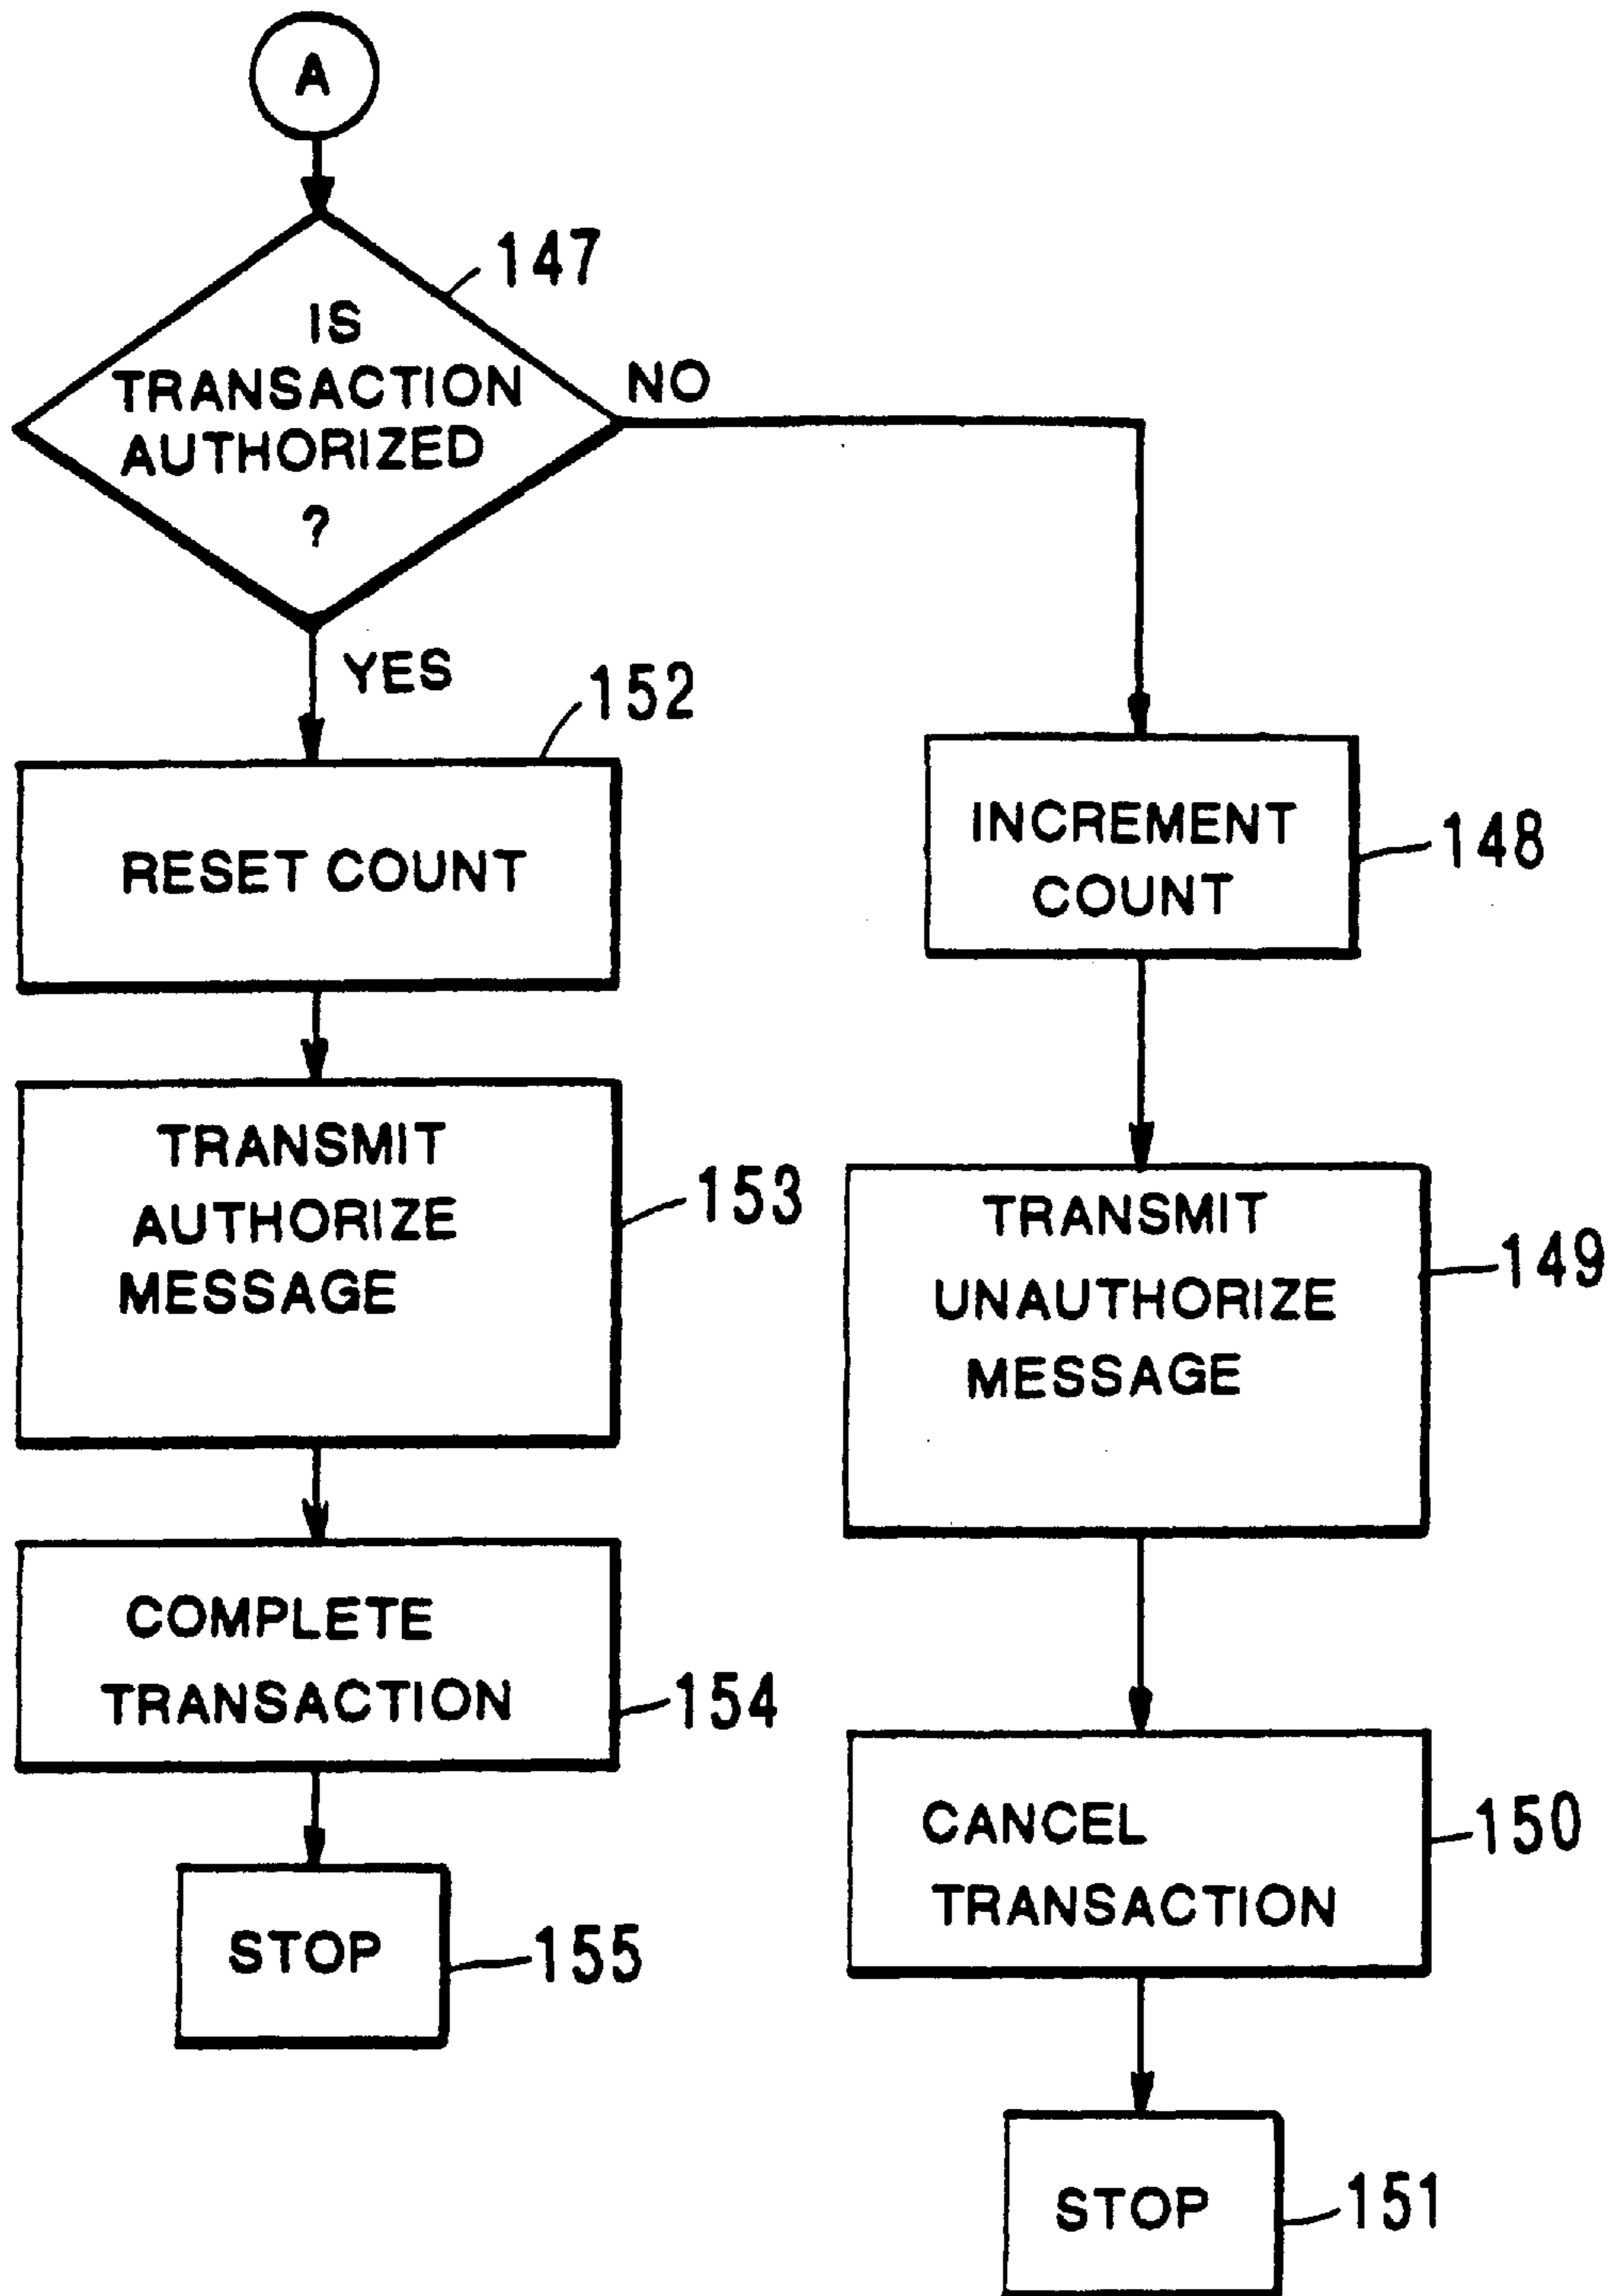 A
147
IS
TRANSACTION
AUTHORIZED
?
NO
YES
152
RESET COUNT
INCREMENT
COUNT
148
TRANSMIT
AUTHORIZE
MESSAGE
153
TRANSMIT
UNAUTHORIZE
MESSAGE
149
COMPLETE
TRANSACTION
154
CANCEL
TRANSACTION
150
STOP
155
STOP
151